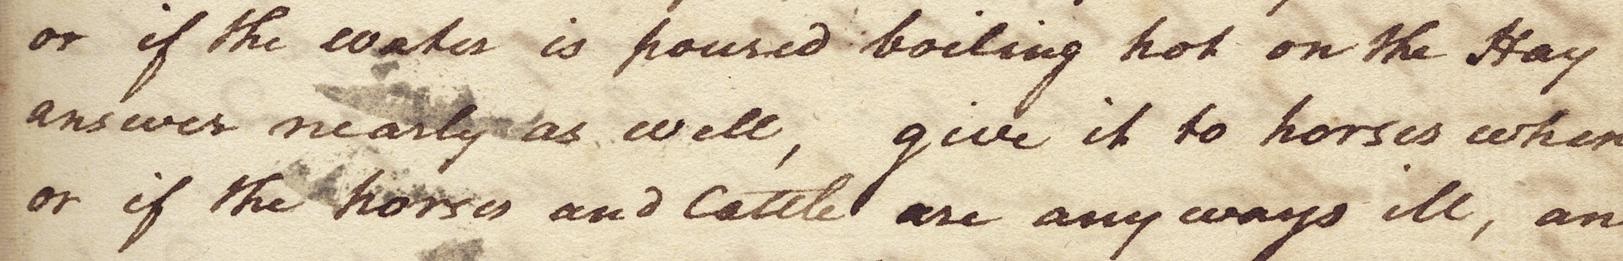 or if the water is poured boiling hot on the Hay
answer nearly as well, give it to horses when
or if the horses and Cattle are any ways ill, an